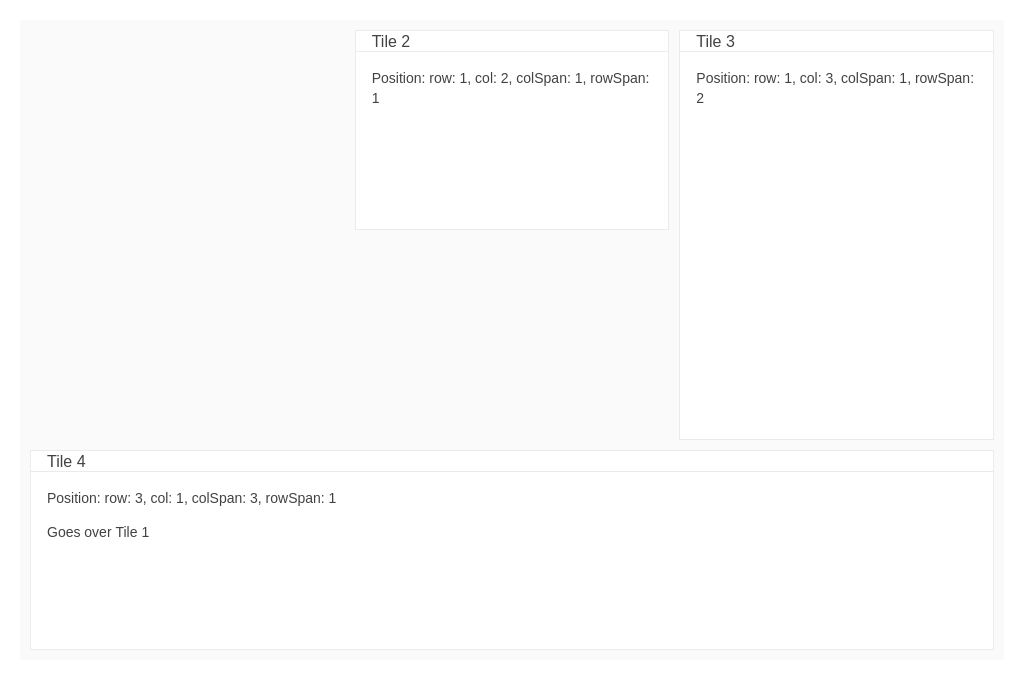 Tile 2
Position: row: 1, col: 2, colSpan: 1, rowSpan:
1
Tile 3
Position: row: 1, col: 3, colSpan: 1, rowSpan:
2
Tile 4
Position: row: 3, col: 1, colSpan: 3, rowSpan: 1
Goes over Tile 1